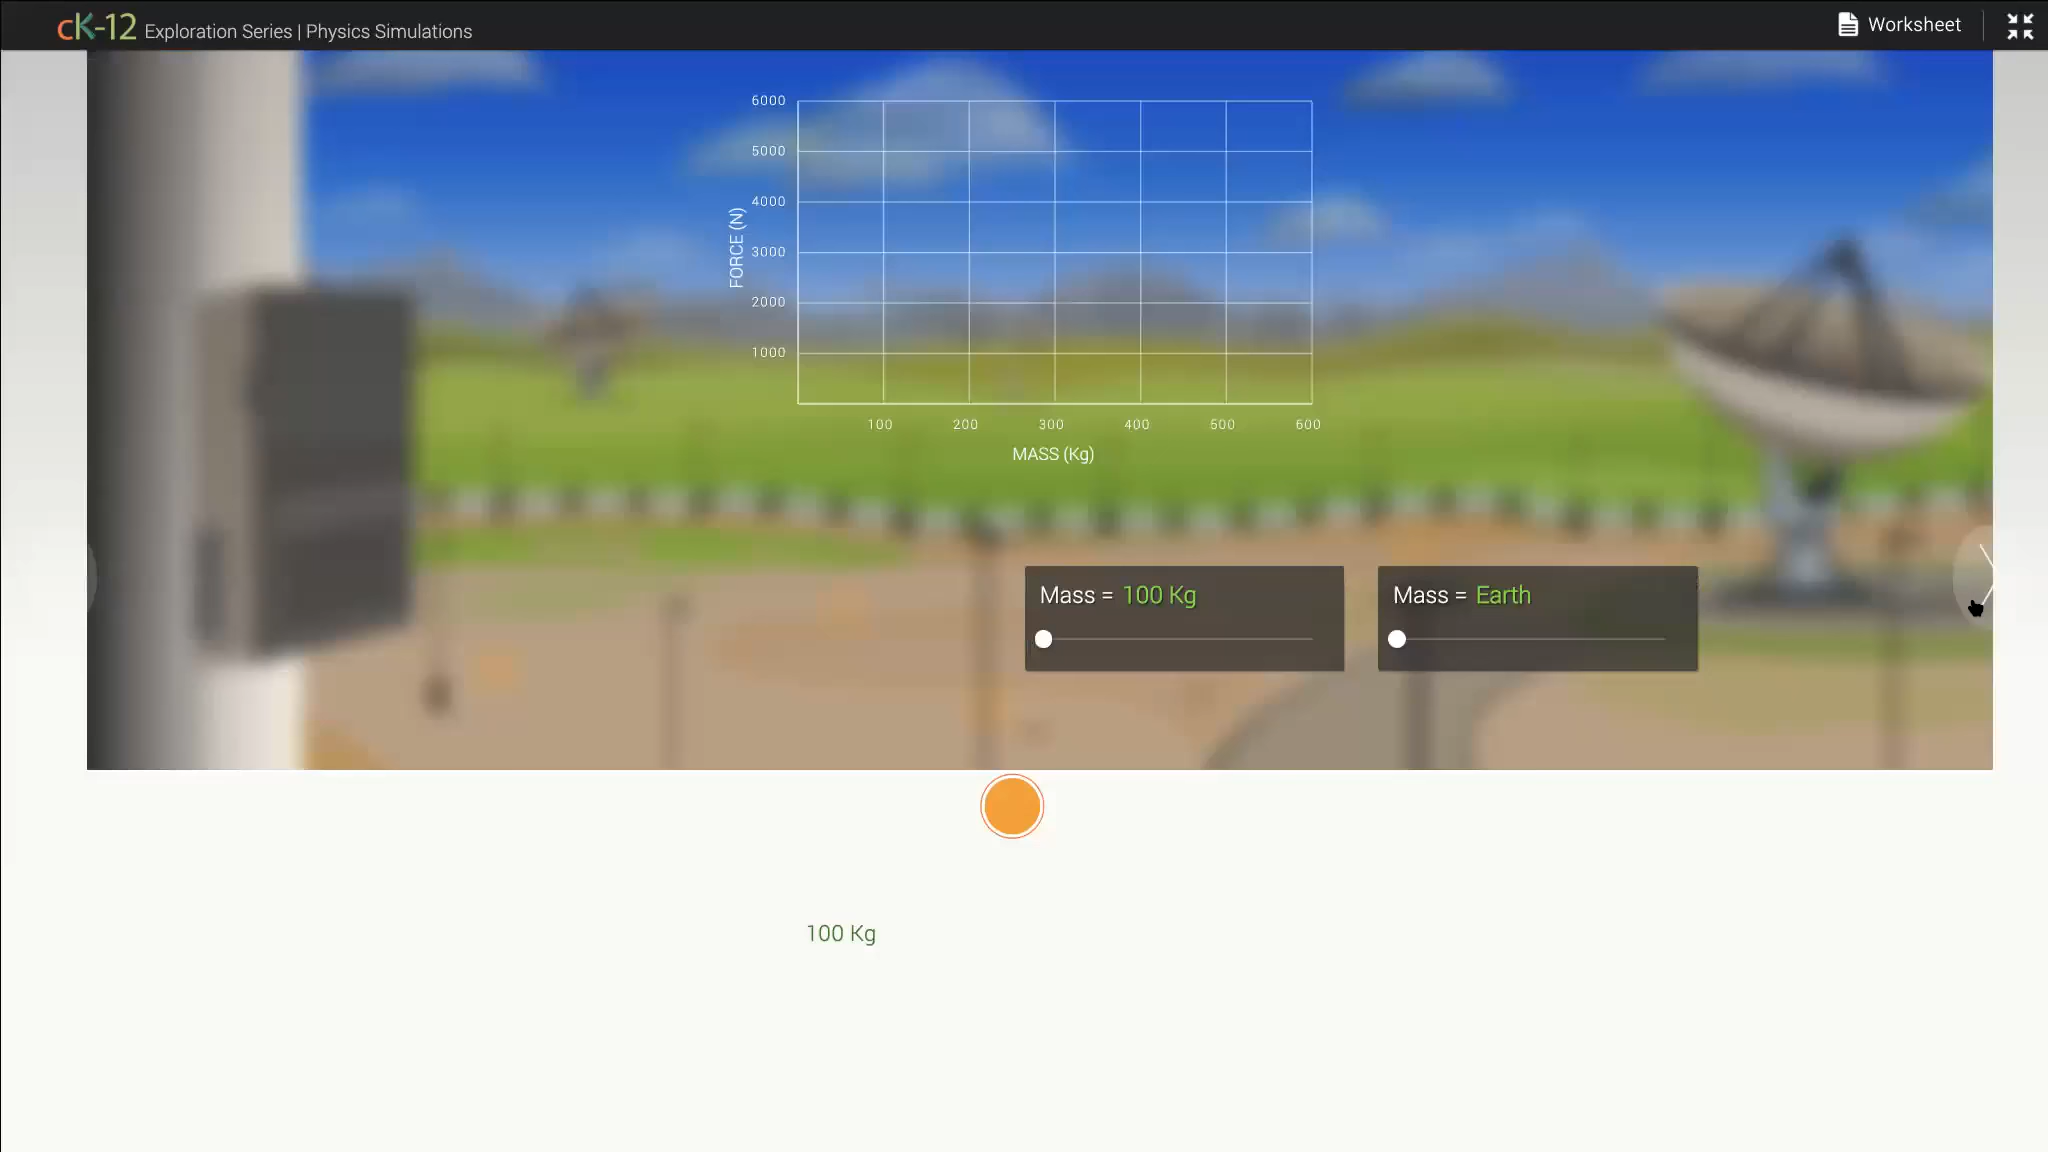 cK-12 Exploration Series | Physics Simulations
Worksheet
6000
5000
4000
3000
2000
1000
FORCE (N)
100 200 300 400 500 600
MASS (Kg)
Mass = 100 Kg
Mass = Earth
100 Kg